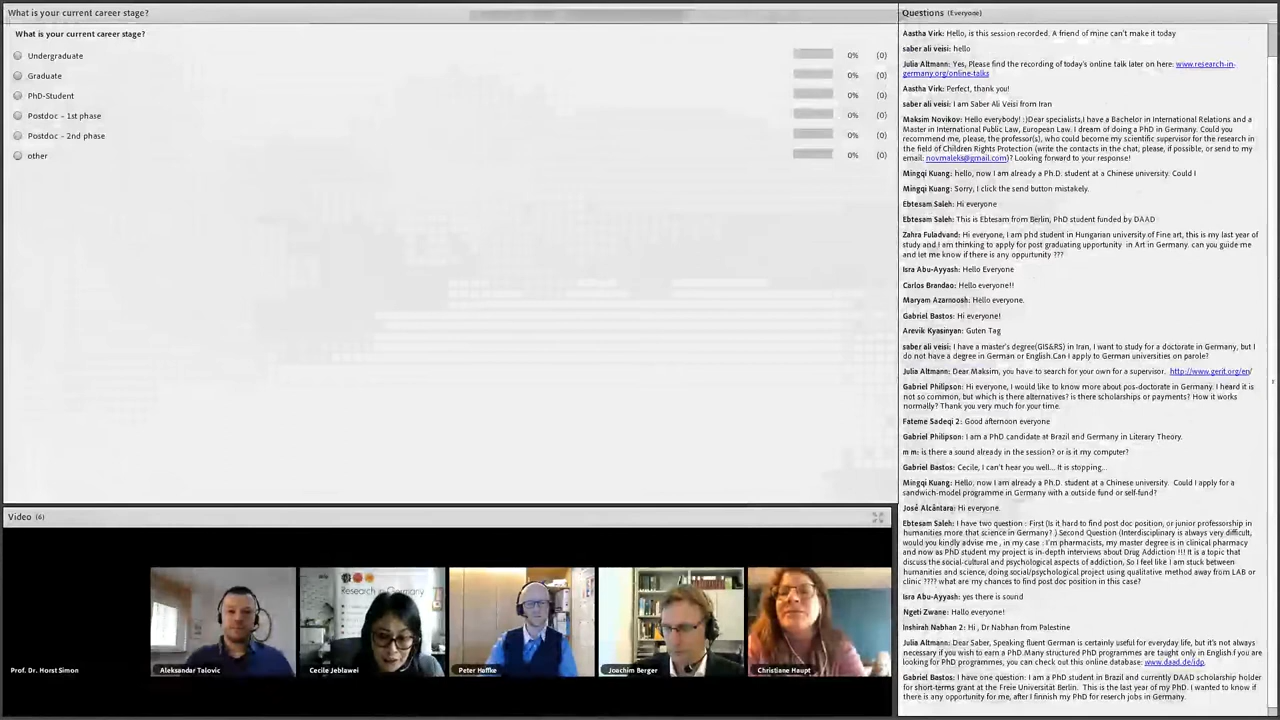 What is your current career stage?
What is your current career stage?
Undergraduate 0% (0)
Graduate 0% (0)
PhD-Student 0% (0)
Postdoc - 1st phase 0% (0)
Postdoc - 2nd phase 0% (0)
other 0% (0)
Video (6)
Research in Germany
Prof. Dr. Horst Simon
Aleksandar Talovic
Cecile Jeblawei
Peter Hoffke
Joachim Berger
Christiane Haupt
Questions (Everyone)
Aastha Virk: Hello, is this session recorded. A friend of mine can't make it today
saber ali veisi: hello
Julia Altmann: Yes, Please find the recording of today's online talk later on here: www.research-in-
germany.org/online-talks
Aastha Virk: Perfect, thank you!
saber ali veisi: I am Saber Ali Veisi from Iran
Maksim Novikov: Hello everybody! :)Dear specialists,I have a Bachelor in International Relations and a
Master in International Public Law, European Law. I dream of doing a PhD in Germany. Could you
recommend me, please, the professor(s), who could become my scientific supervisor for the research in
the field of Children Rights Protection (write the contacts in the chat, please, if possible, or send to my
email: novmaleks@gmail.com)? Looking forward to your response!
Mingqi Kuang: hello, now I am already a Ph.D. student at a Chinese university. Could I
Mingqi Kuang: Sorry, I click the send button mistakely.
Ebtesam Saleh: Hi everyone
Ebtesam Saleh: This is Ebtesam from Berlin, PhD student funded by DAAD
Zahra Fuladvand: Hi everyone, I am phd student in Hungarian university of Fine art, this is my last year of
study and I am thinking to apply for post graduating upportunity in Art in Germany. can you guide me
and let me know if there is any oppurtunity ???
Isra Abu-Ayyash: Hello Everyone
Carlos Brandao: Hello everyone!!
Maryam Azarnoosh: Hello everyone.
Gabriel Bastos: Hi everyone!
Arevik Kyasinyan: Guten Tag
saber ali veisi: I have a master's degree(GIS&RS) in Iran, I want to study for a doctorate in Germany, but I
do not have a degree in German or English.Can I apply to German universities on parole?
Julia Altmann: Dear Maksim, you have to search for your own for a supervisor. http://www.gerit.org/en/
Gabriel Philipson: Hi everyone, I would like to know more about pos-doctorate in Germany. I heard it is
not so common, but which is there alternatives? is there scholarships or payments? How it works
normally? Thank you very much for your time.
Fateme Sadeqi 2: Good afternoon everyone
Gabriel Philipson: I am a PhD candidate at Brazil and Germany in Literary Theory.
m m: is there a sound already in the session? or is it my computer?
Gabriel Bastos: Cecile, I can't hear you well... It is stopping...
Mingqi Kuang: Hello, now I am already a Ph.D. student at a Chinese university. Could I apply for a
sandwich-model programme in Germany with a outside fund or self-fund?
José Alcântara: Hi everyone.
Ebtesam Saleh: I have two question : First (Is it hard to find post doc position, or junior professorship in
humanities more that science in Germany? ) Second Question (Interdisciplinary is always very difficult,
would you kindly advise me , in my case : I'm pharmacists, my master degree is in clinical pharmacy
and now as PhD student my project is in-depth interviews about Drug Addiction !!! It is a topic that
discuss the social-cultural and psychological aspects of addiction, So I feel like I am stuck between
humanities and science, doing social/psychological project using qualitative method away from LAB or
clinic ???? what are my chances to find post doc position in this case?
Isra Abu-Ayyash: yes there is sound
Ngeti Zwane: Hallo everyone!
Inshirah Nabhan 2: Hi , Dr Nabhan from Palestine
Julia Altmann: Dear Saber, Speaking fluent German is certainly useful for everyday life, but it's not always
necessary if you wish to earn a PhD.Many structured PhD programmes are taught only in English.f you are
looking for PhD programmes, you can check out this online database: www.daad.de/idp.
Gabriel Bastos: I have one question: I am a PhD student in Brazil and currently DAAD scholarship holder
for short-terms grant at the Freie Universität Berlin. This is the last year of my PhD. I wanted to know if
there is any opportunity for me, after I finnish my PhD for reserch jobs in Germany.